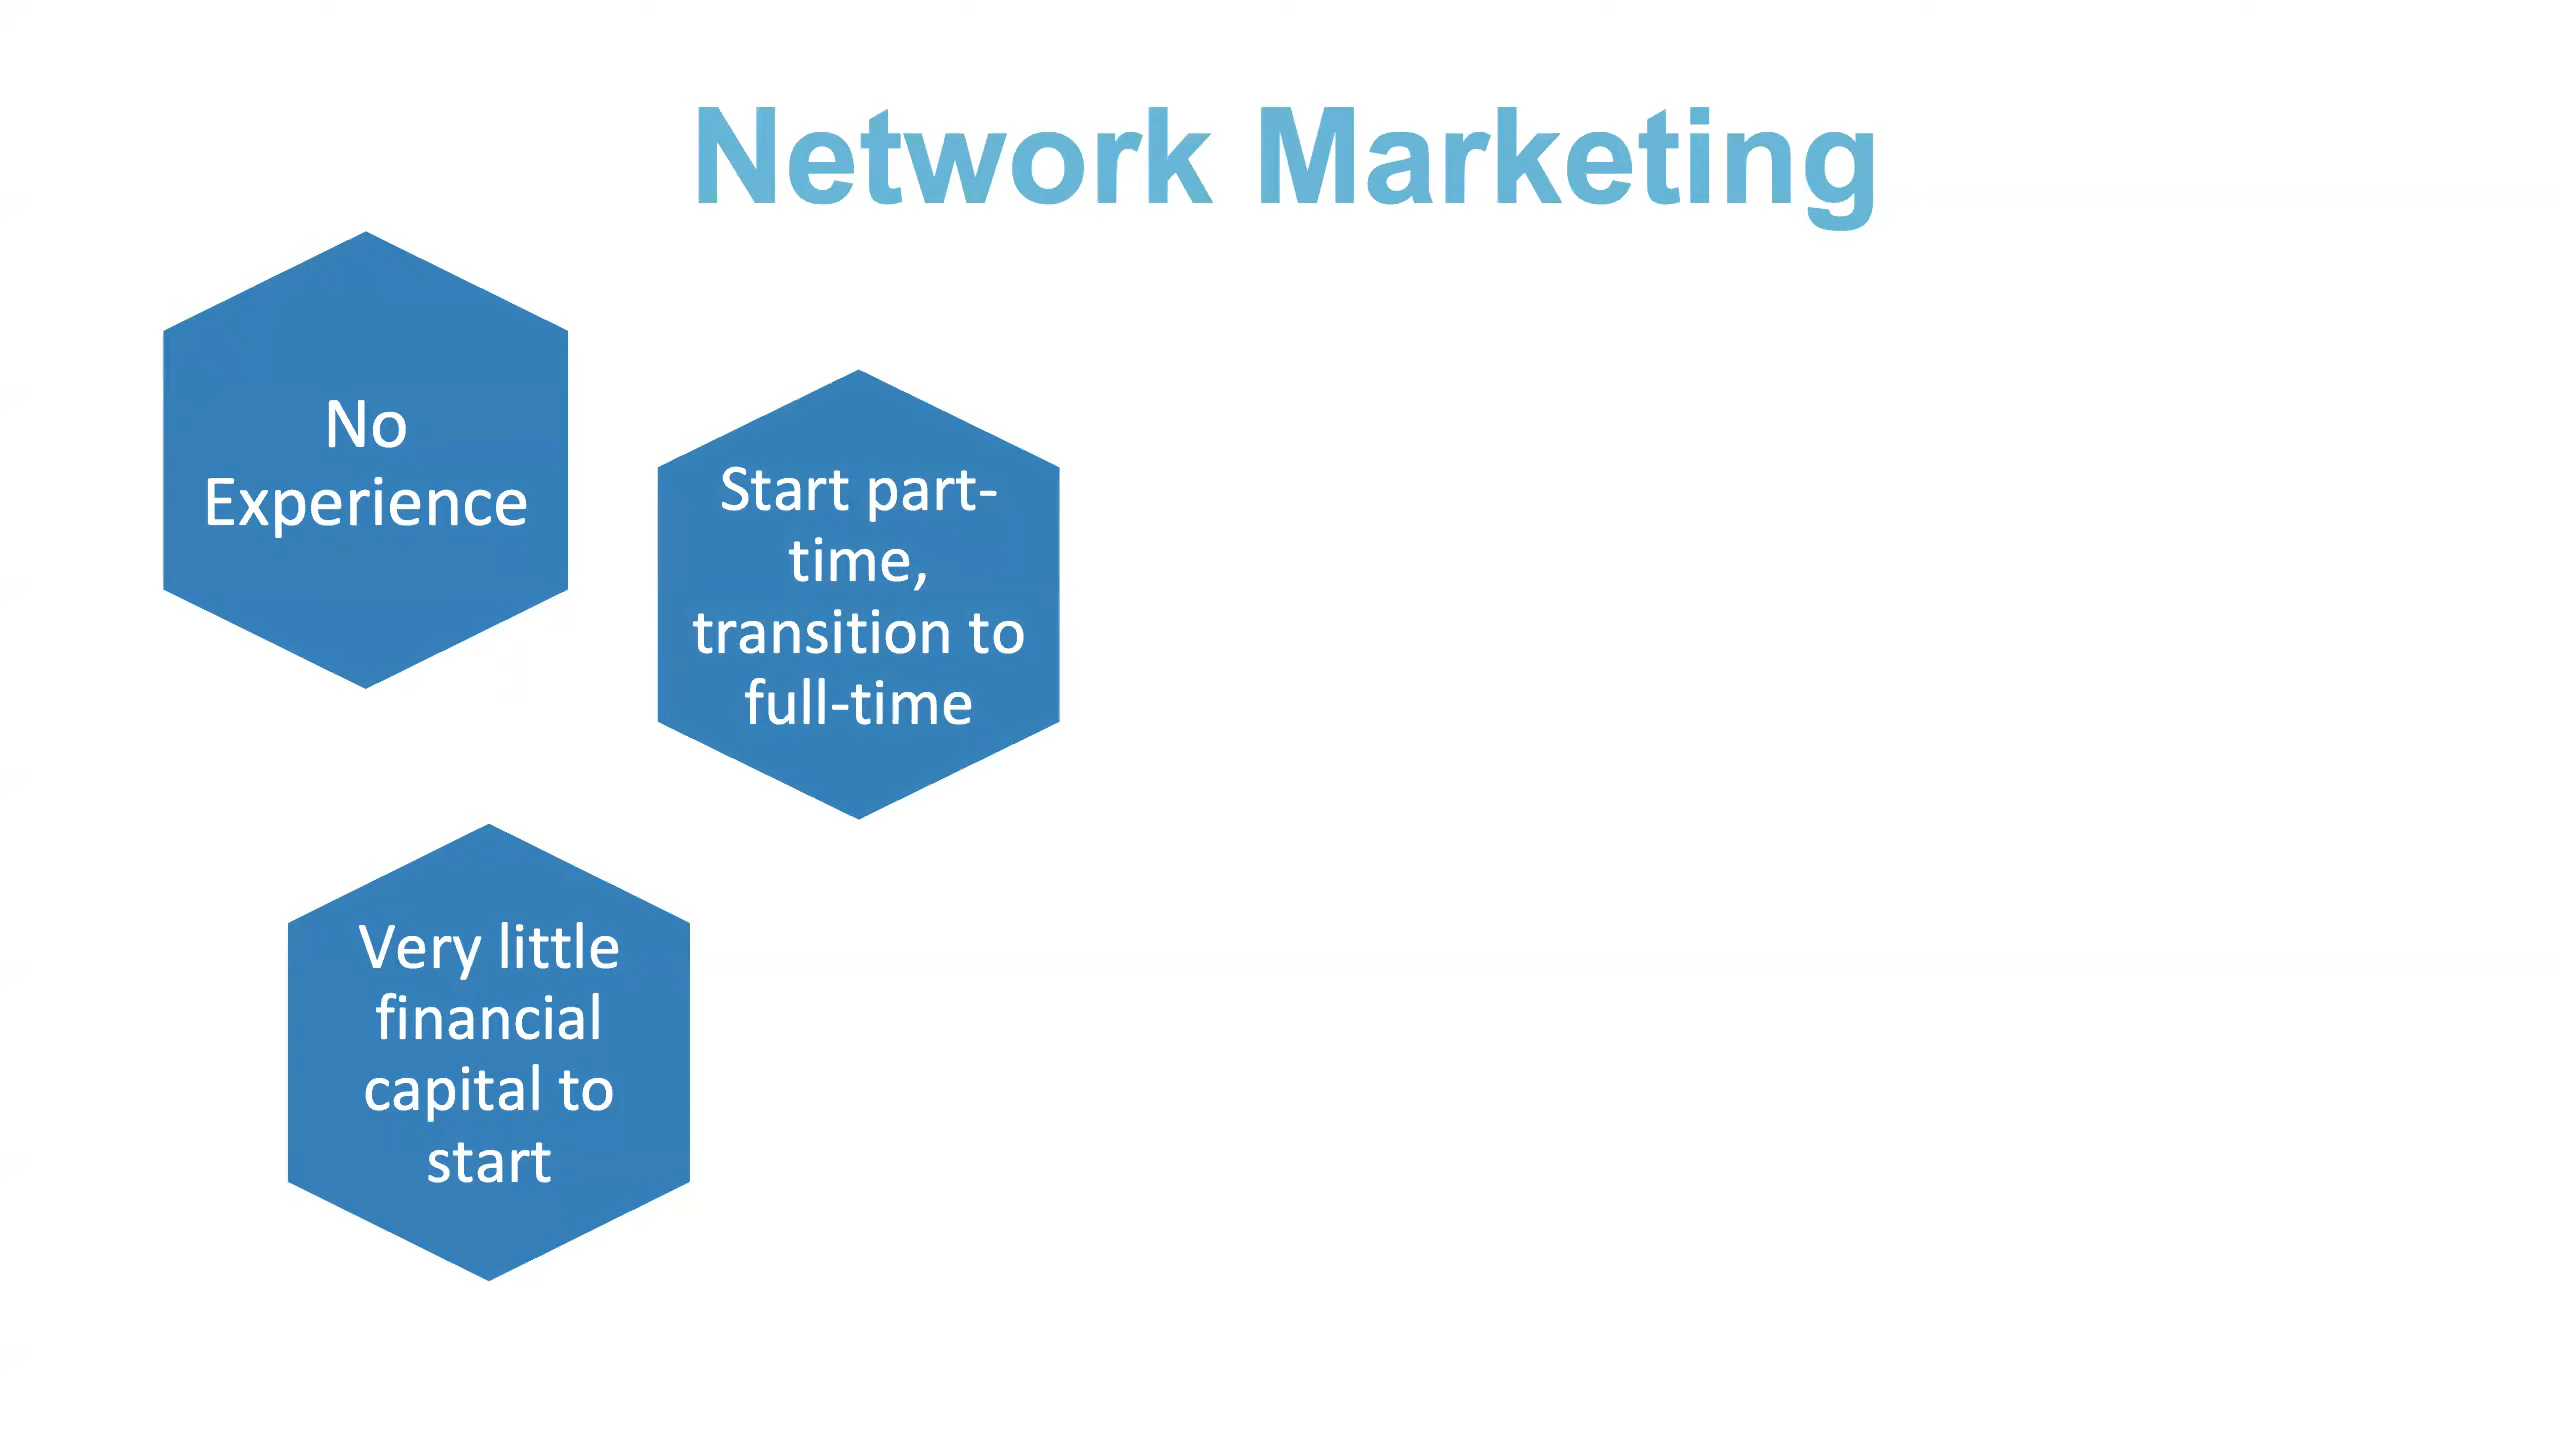 Network Marketing
No
Experience
Start part-
time,
transition to
full-time
Very little
financial
capital to
start